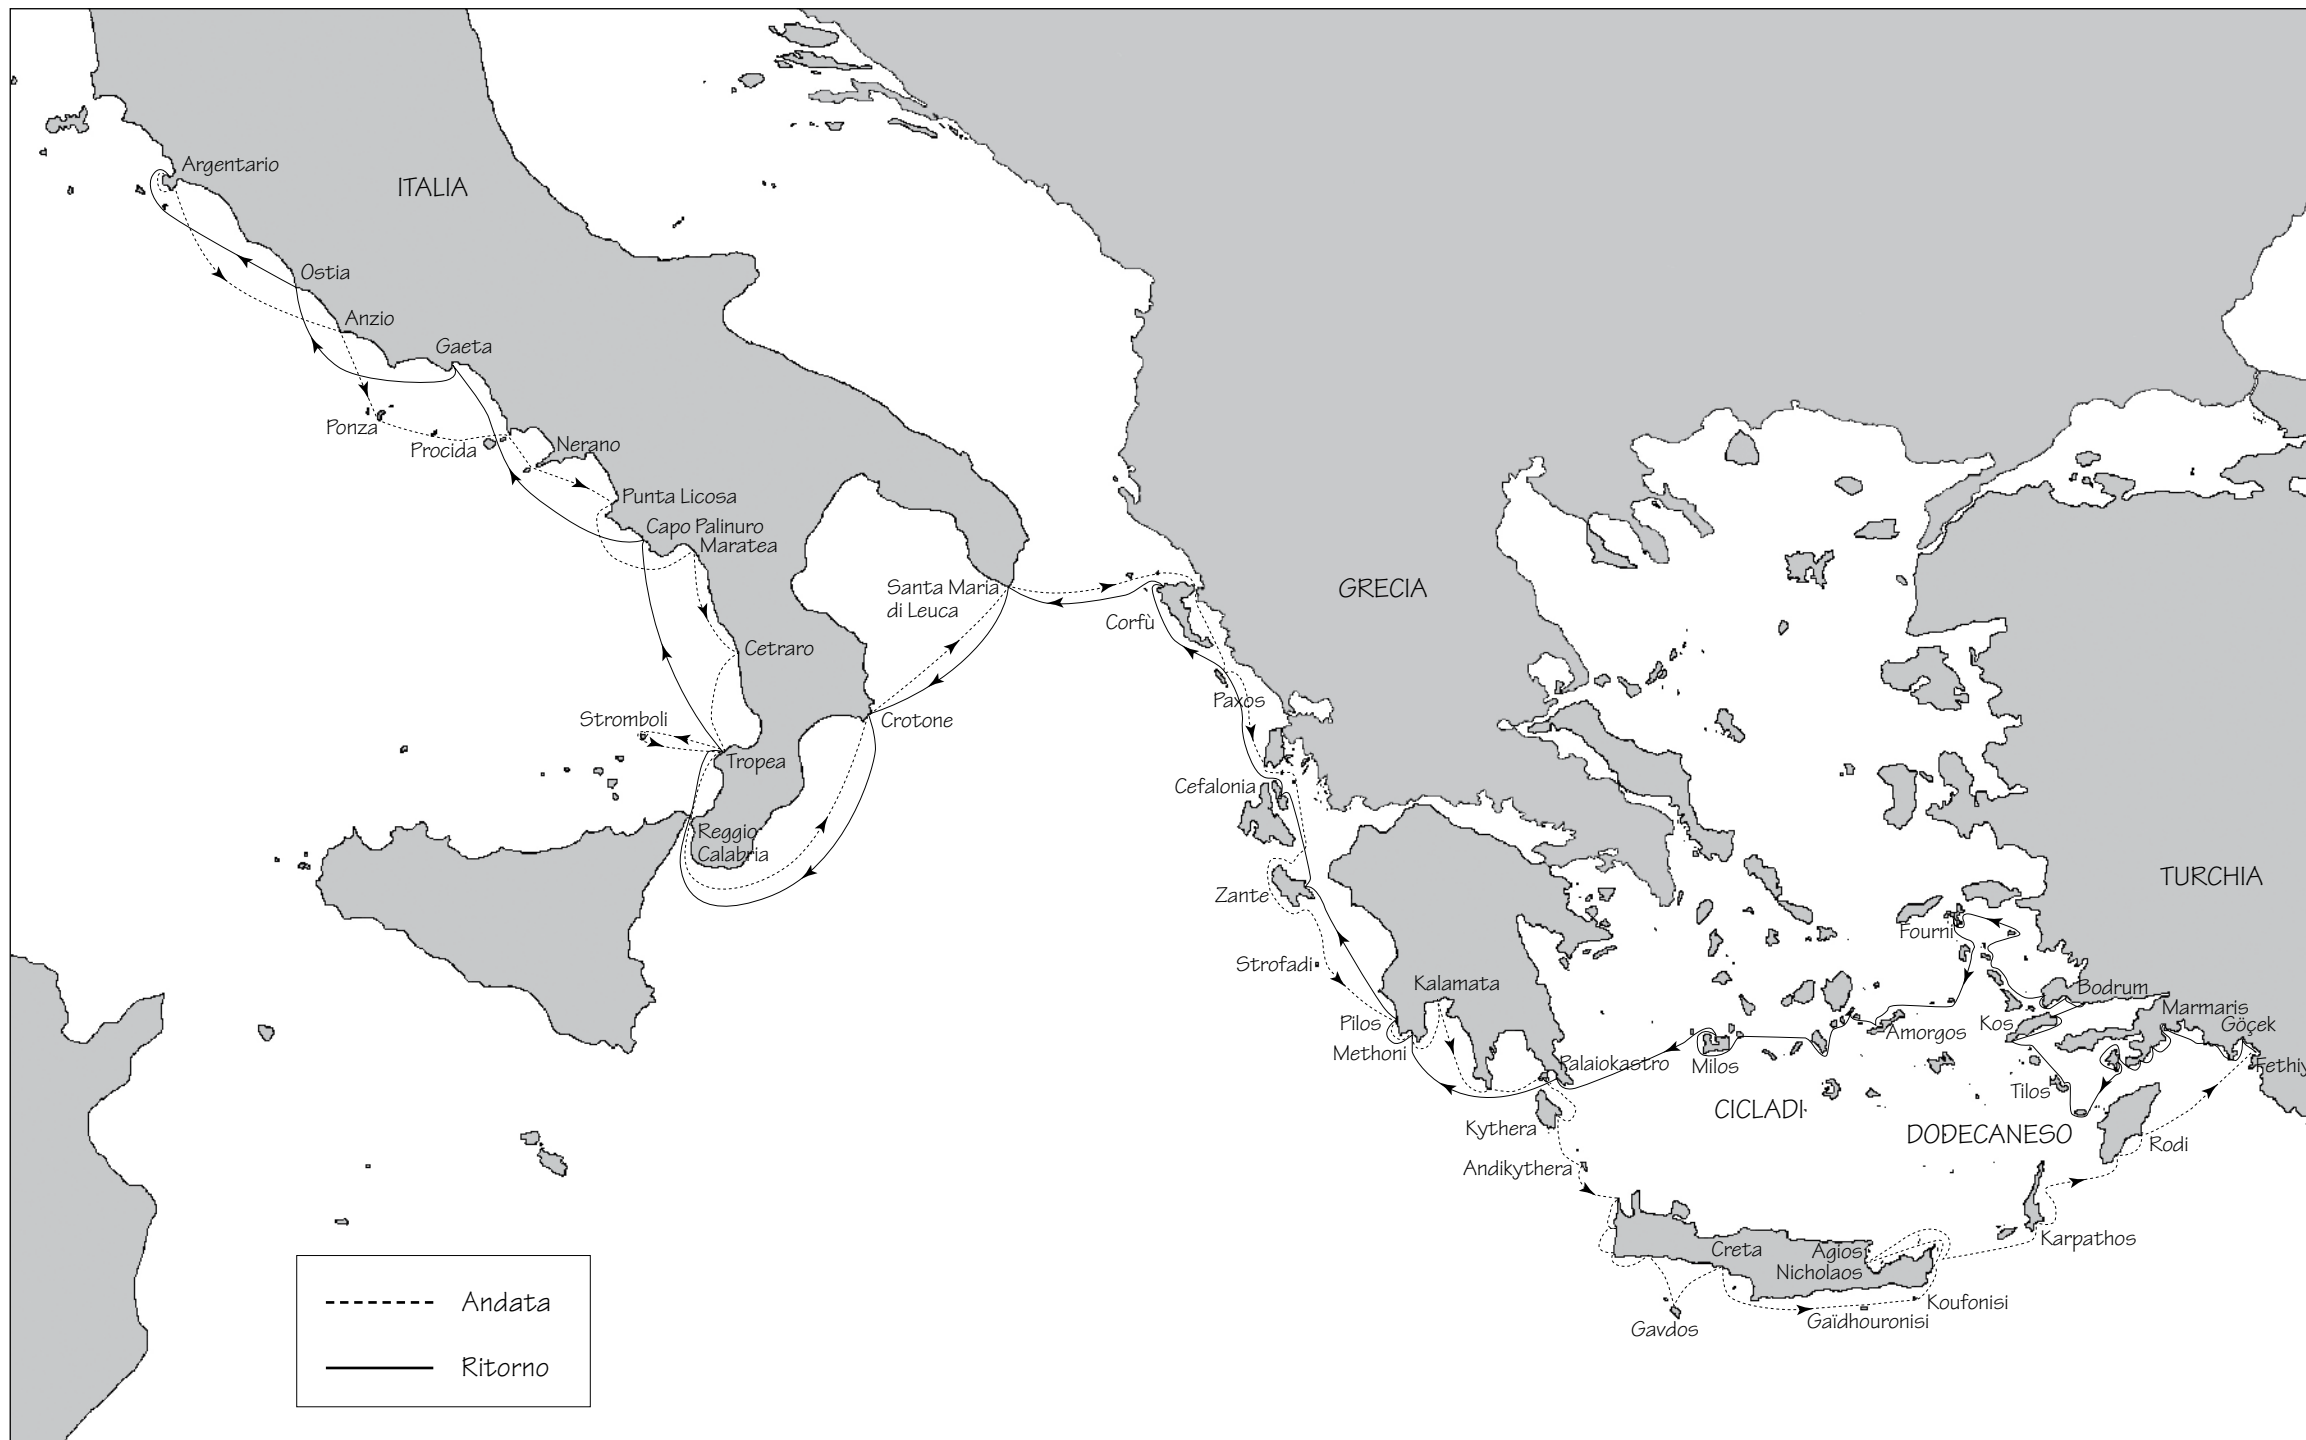 Argentario
ITALIA
Ostia
Anzio
Gaeta
Ponza
Procida
Nerano
Punta Licosa
Capo Palinuro
Maratea
Santa Maria
di Leuca
Cetraro
Stromboli
Tropea
Crotone
Reggio
Calabria
Corfù
GRECIA
Paxos
Cefalonia
Zante
Strofadi
Kalamata
Pilos
Methoni
Palaiokastro
Kythera
Andikythera
Milos
CICLADI
Amorgos
Fourni
TURCHIA
Bodrum
Marmaris
Göçek
Kos
Tilos
DODECANESO
Rodi
Karpathos
Creta
Agios
Nicholaos
Koufonisi
Gaïdhouronisi
Gavdos
Andata
Ritorno